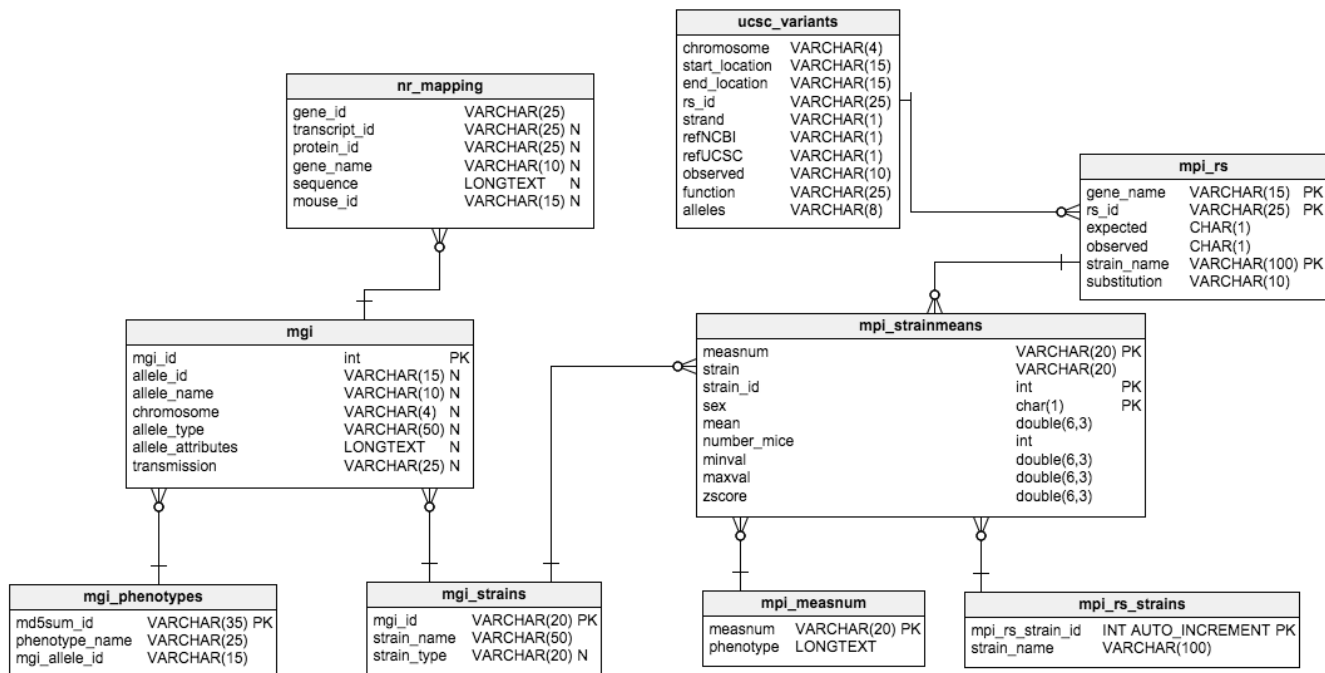 ucsc_variants
chromosome VARCHAR(4)
start_location VARCHAR(15)
end_location VARCHAR(15)
rs_id VARCHAR(25)
strand VARCHAR(1)
refNCBI VARCHAR(1)
refUCSC VARCHAR(1)
observed VARCHAR(10)
function VARCHAR(25)
alleles VARCHAR(8)
nr_mapping
gene_id VARCHAR(25)
transcript_id VARCHAR(25) N
protein_id VARCHAR(25) N
gene_name VARCHAR(10) N
sequence LONGTEXT N
mouse_id VARCHAR(15) N
mpi_rs
gene_name VARCHAR(15) PK
rs_id VARCHAR(25) PK
expected CHAR(1)
observed CHAR(1)
strain_name VARCHAR(100) PK
substitution VARCHAR(10)
mgi
mgi_id int PK
allele_id VARCHAR(15) N
allele_name VARCHAR(10) N
chromosome VARCHAR(4) N
allele_type VARCHAR(50) N
allele_attributes LONGTEXT N
transmission VARCHAR(25) N
mpi_strainmeans
measnum VARCHAR(20) PK
strain VARCHAR(20)
strain_id int PK
sex char(1) PK
mean double(6,3)
number_mice int
minval double(6,3)
maxval double(6,3)
zscore double(6,3)
mgi_phenotypes
md5sum_id VARCHAR(35) PK
phenotype_name VARCHAR(25)
mgi_allele_id VARCHAR(15)
mgi_strains
mgi_id VARCHAR(20) PK
strain_name VARCHAR(50)
strain_type VARCHAR(20) N
mpi_measnum
measnum VARCHAR(20) PK
phenotype LONGTEXT
mpi_rs_strains
mpi_rs_strain_id INT AUTO_INCREMENT PK
strain_name VARCHAR(100)